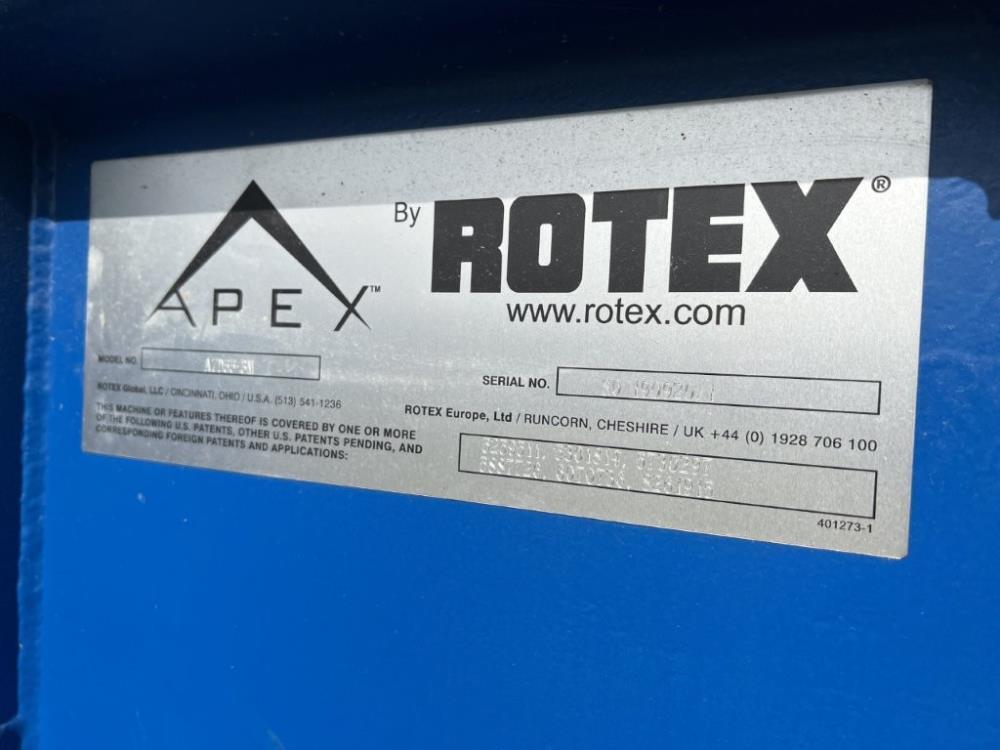 APEX™
By ROTEX®
www.rotex.com
MODEL NO.
SERIAL NO.
ROTEX Global, LLC / CINCINNATI, OHIO / U.S.A. (513) 541-1236
ROTEX Europe, Ltd / RUNCORN, CHESHIRE / UK +44 (0) 1928 706 100
THIS MACHINE OR FEATURES THEREOF IS COVERED BY ONE OR MORE
OF THE FOLLOWING U.S. PATENTS, OTHER U.S. PATENTS PENDING, AND
CORRESPONDING FOREIGN PATENTS AND APPLICATIONS:
401273-1